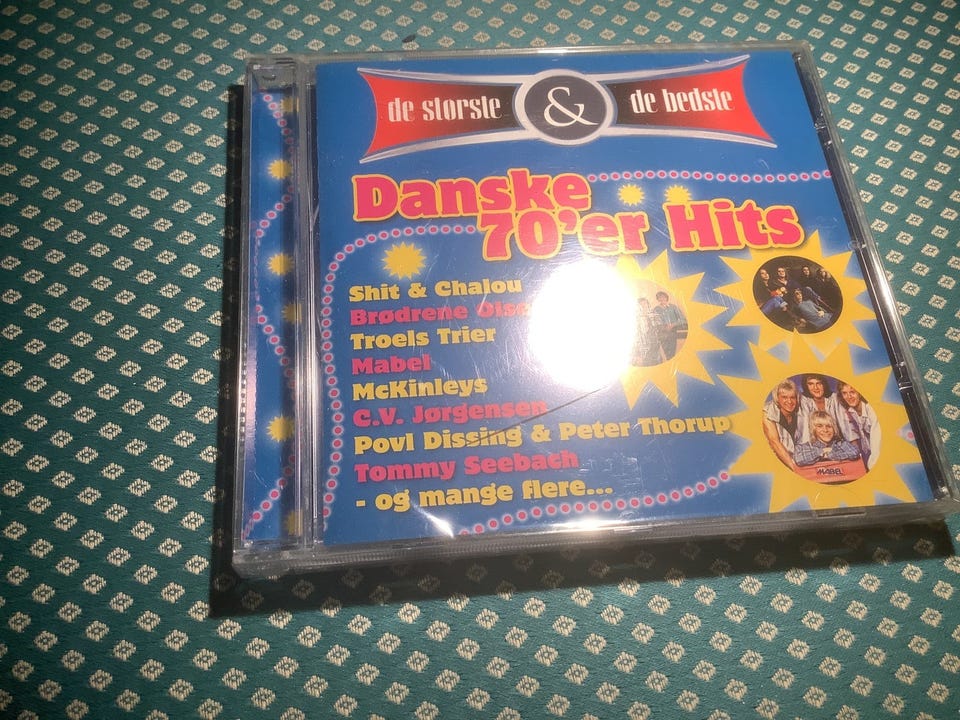 de største & de bedste
Danske
70'er Hits
Shit & Chalou
Brødrene
Troels Trier
Mabel
McKinleys
C.V. Jørgensen
Povl Dissing & Peter Thorup
Tommy Seebach
- og mange flere...
MABEL